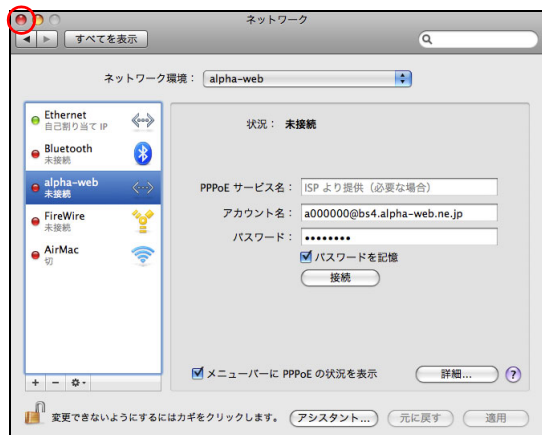 ネットワーク
すべてを表示
ネットワーク環境： alpha-web
Ethernet
自己割り当て IP
Bluetooth
未接続
alpha-web
未接続
FireWire
未接続
AirMac
切
状況： 未接続
PPPoE サービス名： ISP より提供（必要な場合）
アカウント名： a000000@bs4.alpha-web.ne.jp
パスワード： ••••••••
パスワードを記憶
接続
メニューバーに PPPoE の状況を表示
詳細... ?
変更できないようにするにはカギをクリックします。 アシスタント... 元に戻す 適用